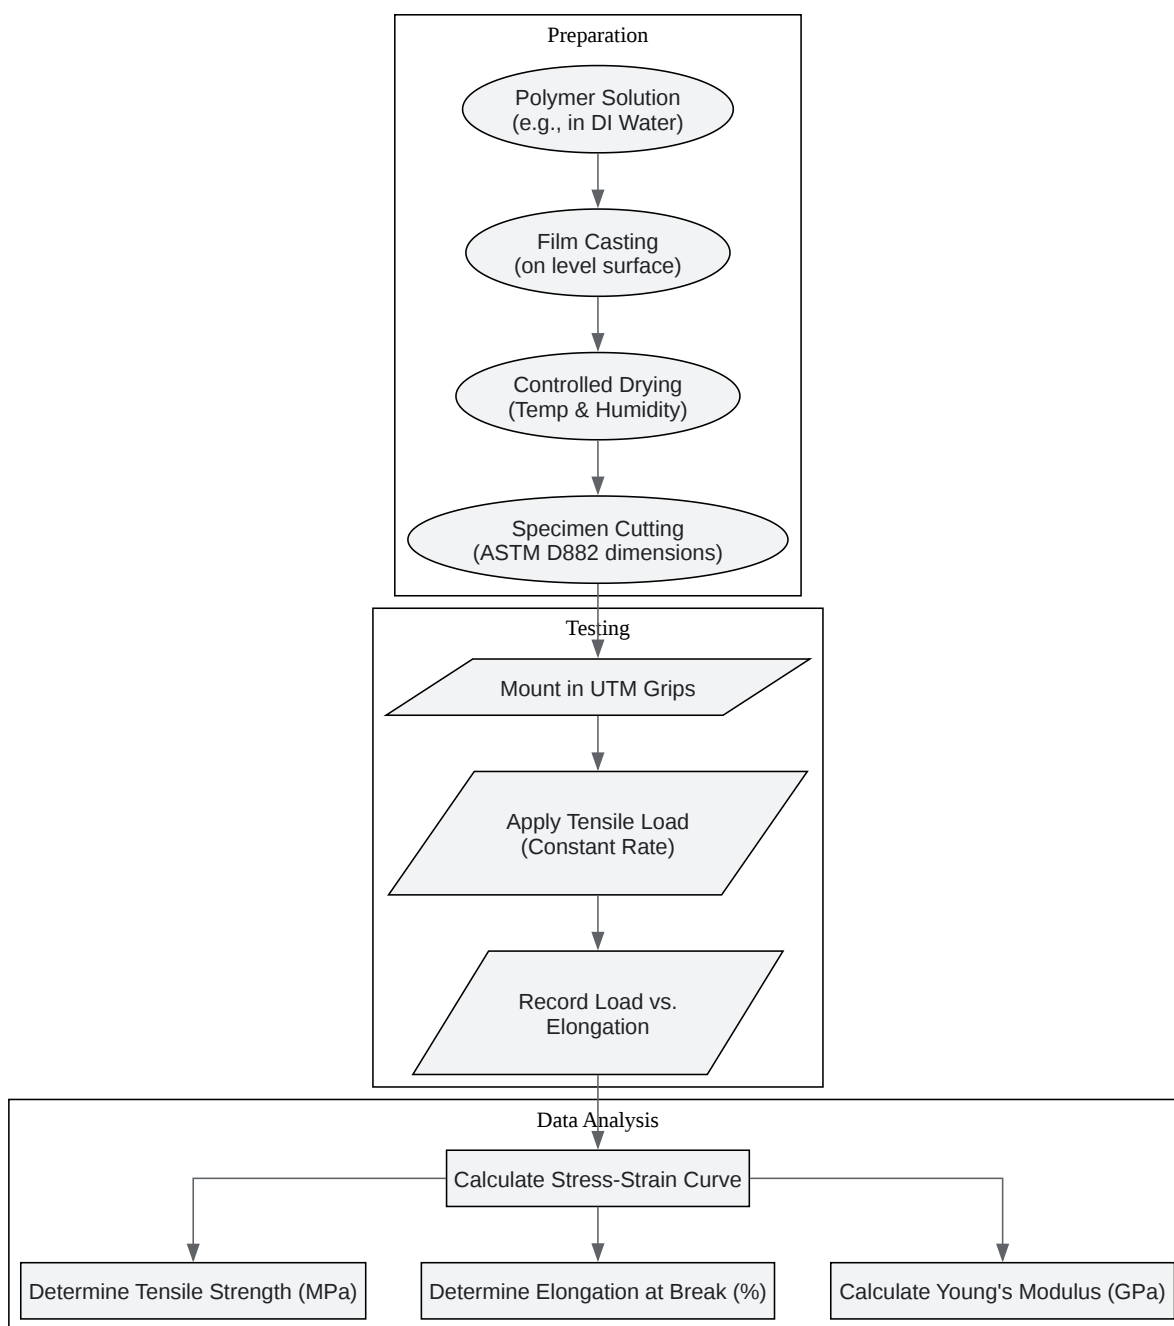 Preparation
Polymer Solution
(e.g., in DI Water)
Film Casting
(on level surface)
Controlled Drying
(Temp & Humidity)
Specimen Cutting
(ASTM D882 dimensions)
Testing
Mount in UTM Grips
Apply Tensile Load
(Constant Rate)
Record Load vs.
Elongation
Data Analysis
Calculate Stress-Strain Curve
Determine Tensile Strength (MPa)
Determine Elongation at Break (%)
Calculate Young's Modulus (GPa)